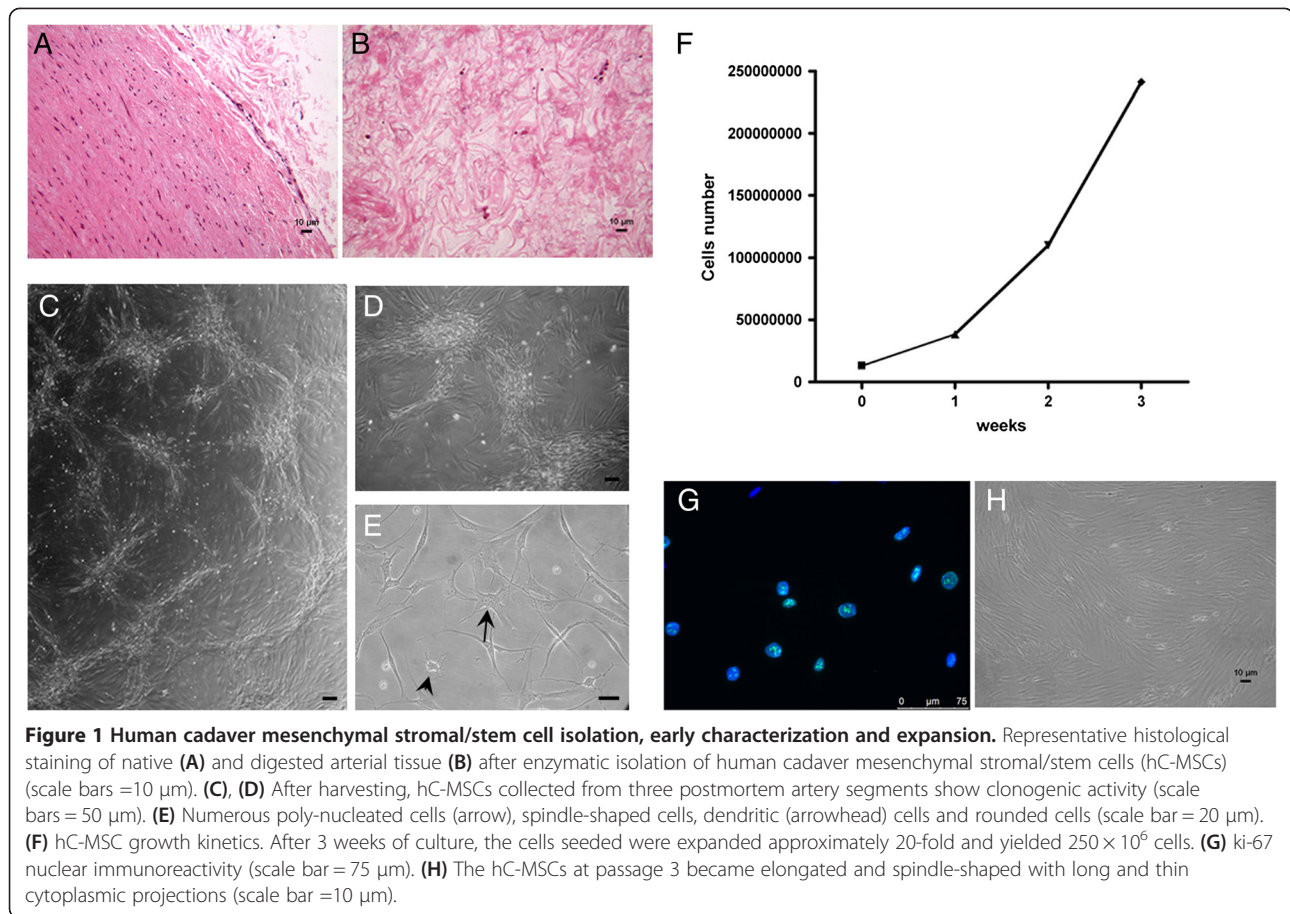 A
B
F
10 µm
10 µm
250000000
200000000
150000000
100000000
50000000
0
Cells number
0 1 2 3
weeks
C
D
E
G
H
0 µm 75
10 µm
Figure 1 Human cadaver mesenchymal stromal/stem cell isolation, early characterization and expansion. Representative histological
staining of native (A) and digested arterial tissue (B) after enzymatic isolation of human cadaver mesenchymal stromal/stem cells (hC-MSCs)
(scale bars =10 μm). (C), (D) After harvesting, hC-MSCs collected from three postmortem artery segments show clonogenic activity (scale
bars = 50 μm). (E) Numerous poly-nucleated cells (arrow), spindle-shaped cells, dendritic (arrowhead) cells and rounded cells (scale bar = 20 μm).
(F) hC-MSC growth kinetics. After 3 weeks of culture, the cells seeded were expanded approximately 20-fold and yielded 250 × 10⁶ cells. (G) ki-67
nuclear immunoreactivity (scale bar = 75 μm). (H) The hC-MSCs at passage 3 became elongated and spindle-shaped with long and thin
cytoplasmic projections (scale bar =10 μm).